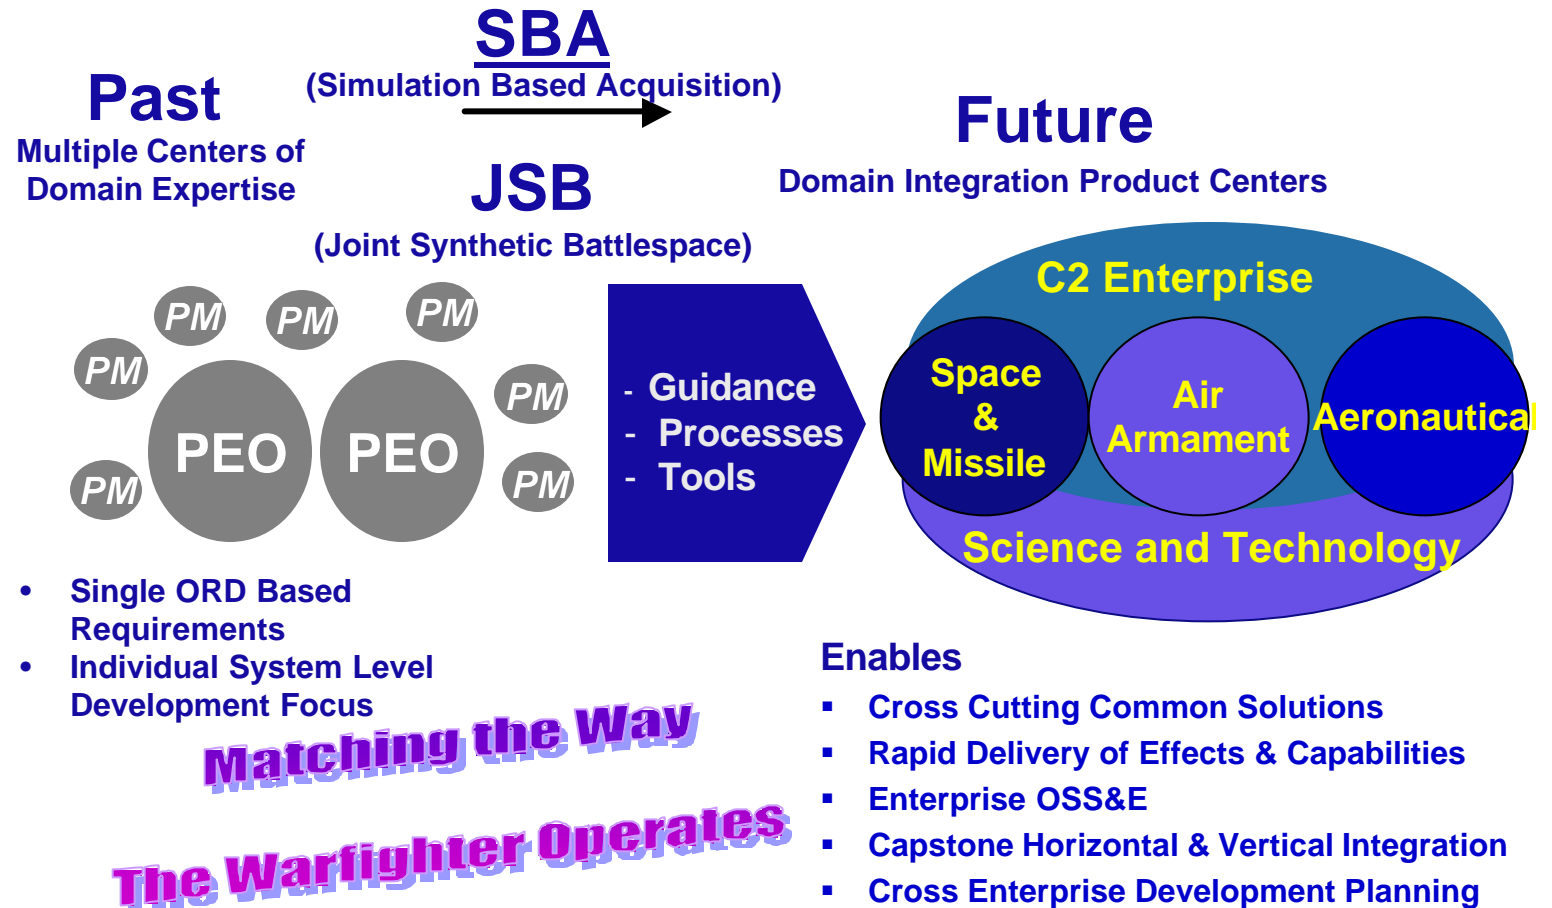 SBA
(Simulation Based Acquisition)
Past
Multiple Centers of
Domain Expertise
JSB
(Joint Synthetic Battlespace)
Future
Domain Integration Product Centers
PM
PM
PM
PM
PM
PM
PM
PEO
PEO
- Guidance
- Processes
- Tools
C2 Enterprise
Space
&
Missile
Air
Armament
Aeronautical
Science and Technology
• Single ORD Based
Requirements
• Individual System Level
Development Focus
Matching the Way
The Warfighter Operates
Enables
▪ Cross Cutting Common Solutions
▪ Rapid Delivery of Effects & Capabilities
▪ Enterprise OSS&E
▪ Capstone Horizontal & Vertical Integration
▪ Cross Enterprise Development Planning